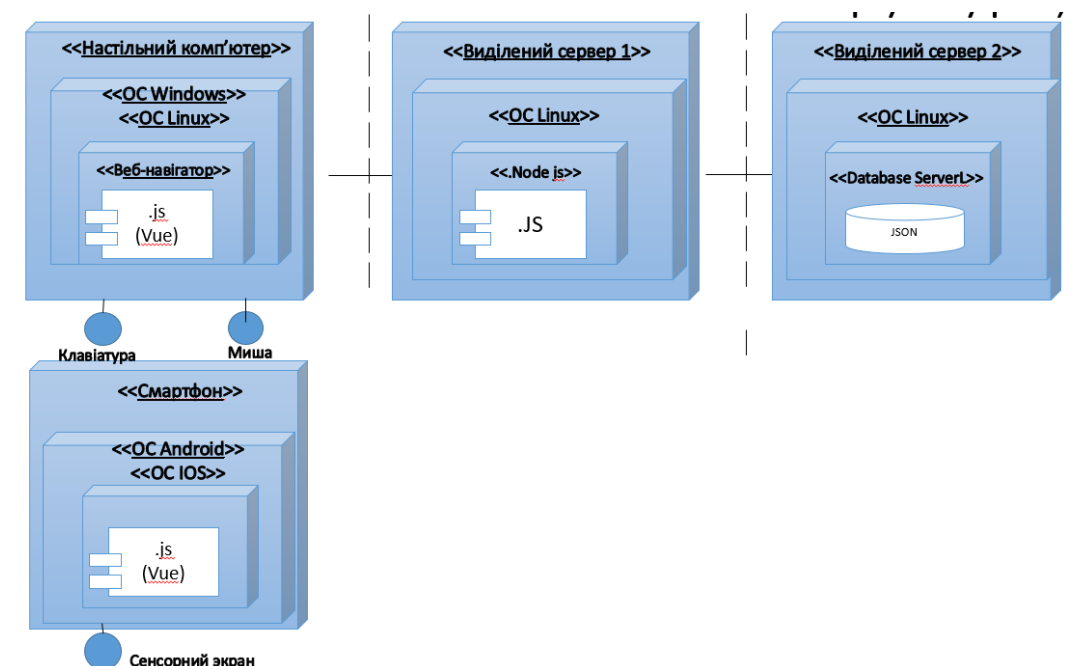 <<Настільний комп’ютер>>
<<ОС Windows>>
<<ОС Linux>>
<<Веб-навігатор>>
.js
(Vue)
Клавіатура
Миша
<<Виділений сервер 1>>
<<ОС Linux>>
<<.Node js>>
.JS
<<Виділений сервер 2>>
<<ОС Linux>>
<<Database ServerL>>
JSON
<<Смартфон>>
<<ОС Android>>
<<ОС IOS>>
.js
(Vue)
Сенсорний экран